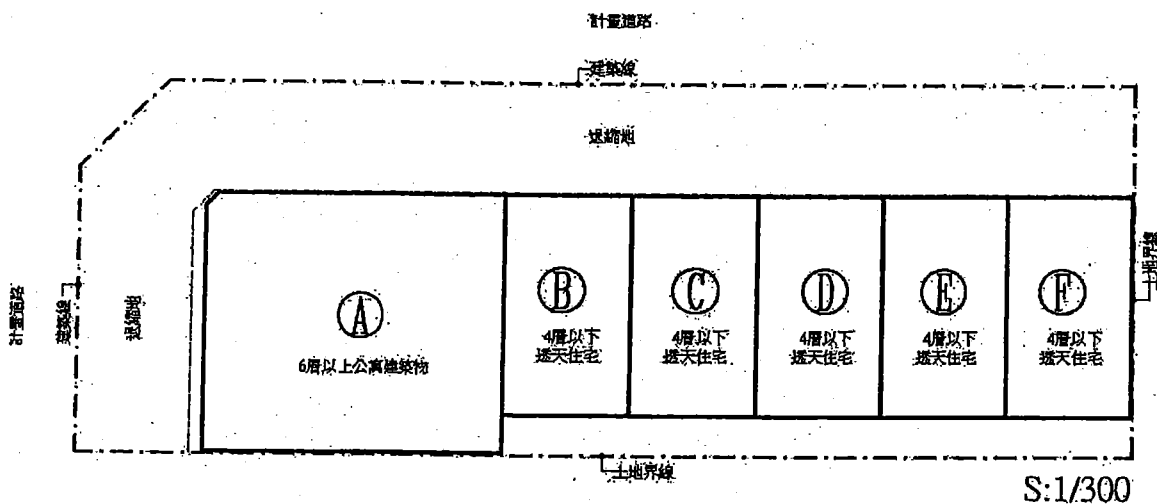 計畫道路
建築線
退縮地
計畫道路
建築線
退縮地
A
6層以上公寓建築物
B
4層以下
透天住宅
C
4層以下
透天住宅
D
4層以下
透天住宅
E
4層以下
透天住宅
F
4層以下
透天住宅
土地界線
土地界線
S:1/300